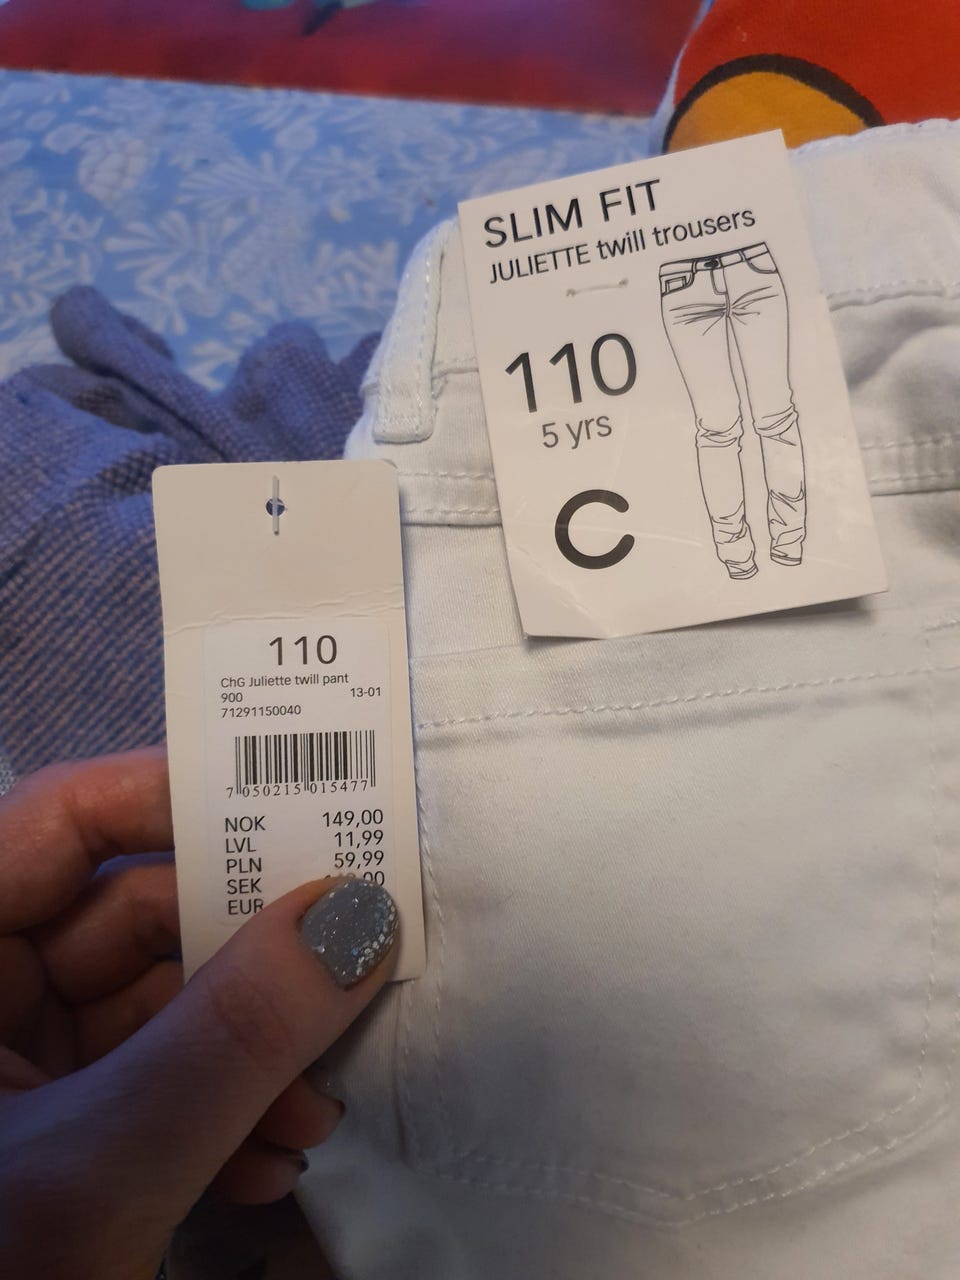 SLIM FIT
JULIETTE twill trousers
110
5 yrs
C
110
ChG Juliette twill pant
900 13-01
71291150040
7 050215 015477
NOK 149,00
LVL 11,99
PLN 59,99
SEK
EUR